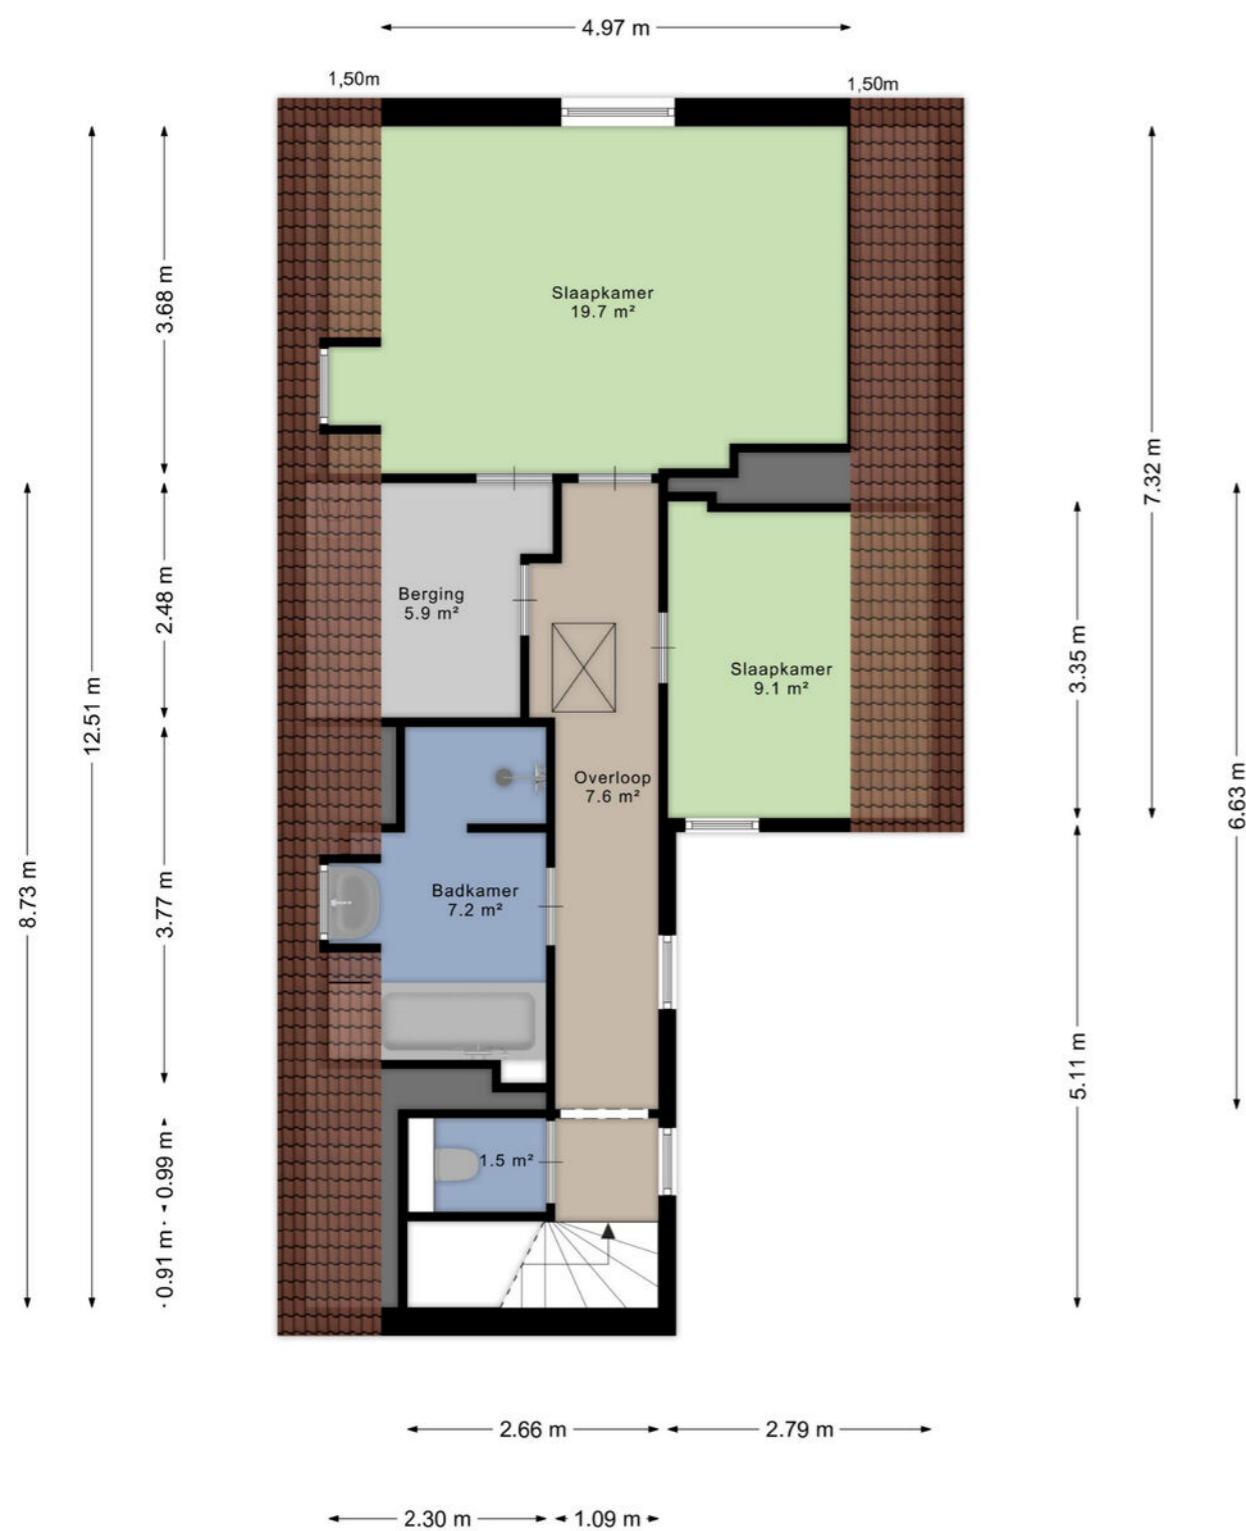 4.97 m
1,50m
1,50m
3.68 m
Slaapkamer
19.7 m²
7.32 m
2.48 m
Berging
5.9 m²
3.35 m
Slaapkamer
9.1 m²
12.51 m
Overloop
7.6 m²
6.63 m
8.73 m
3.77 m
Badkamer
7.2 m²
5.11 m
0.99 m
1.5 m²
0.91 m
2.66 m
2.79 m
2.30 m
1.09 m